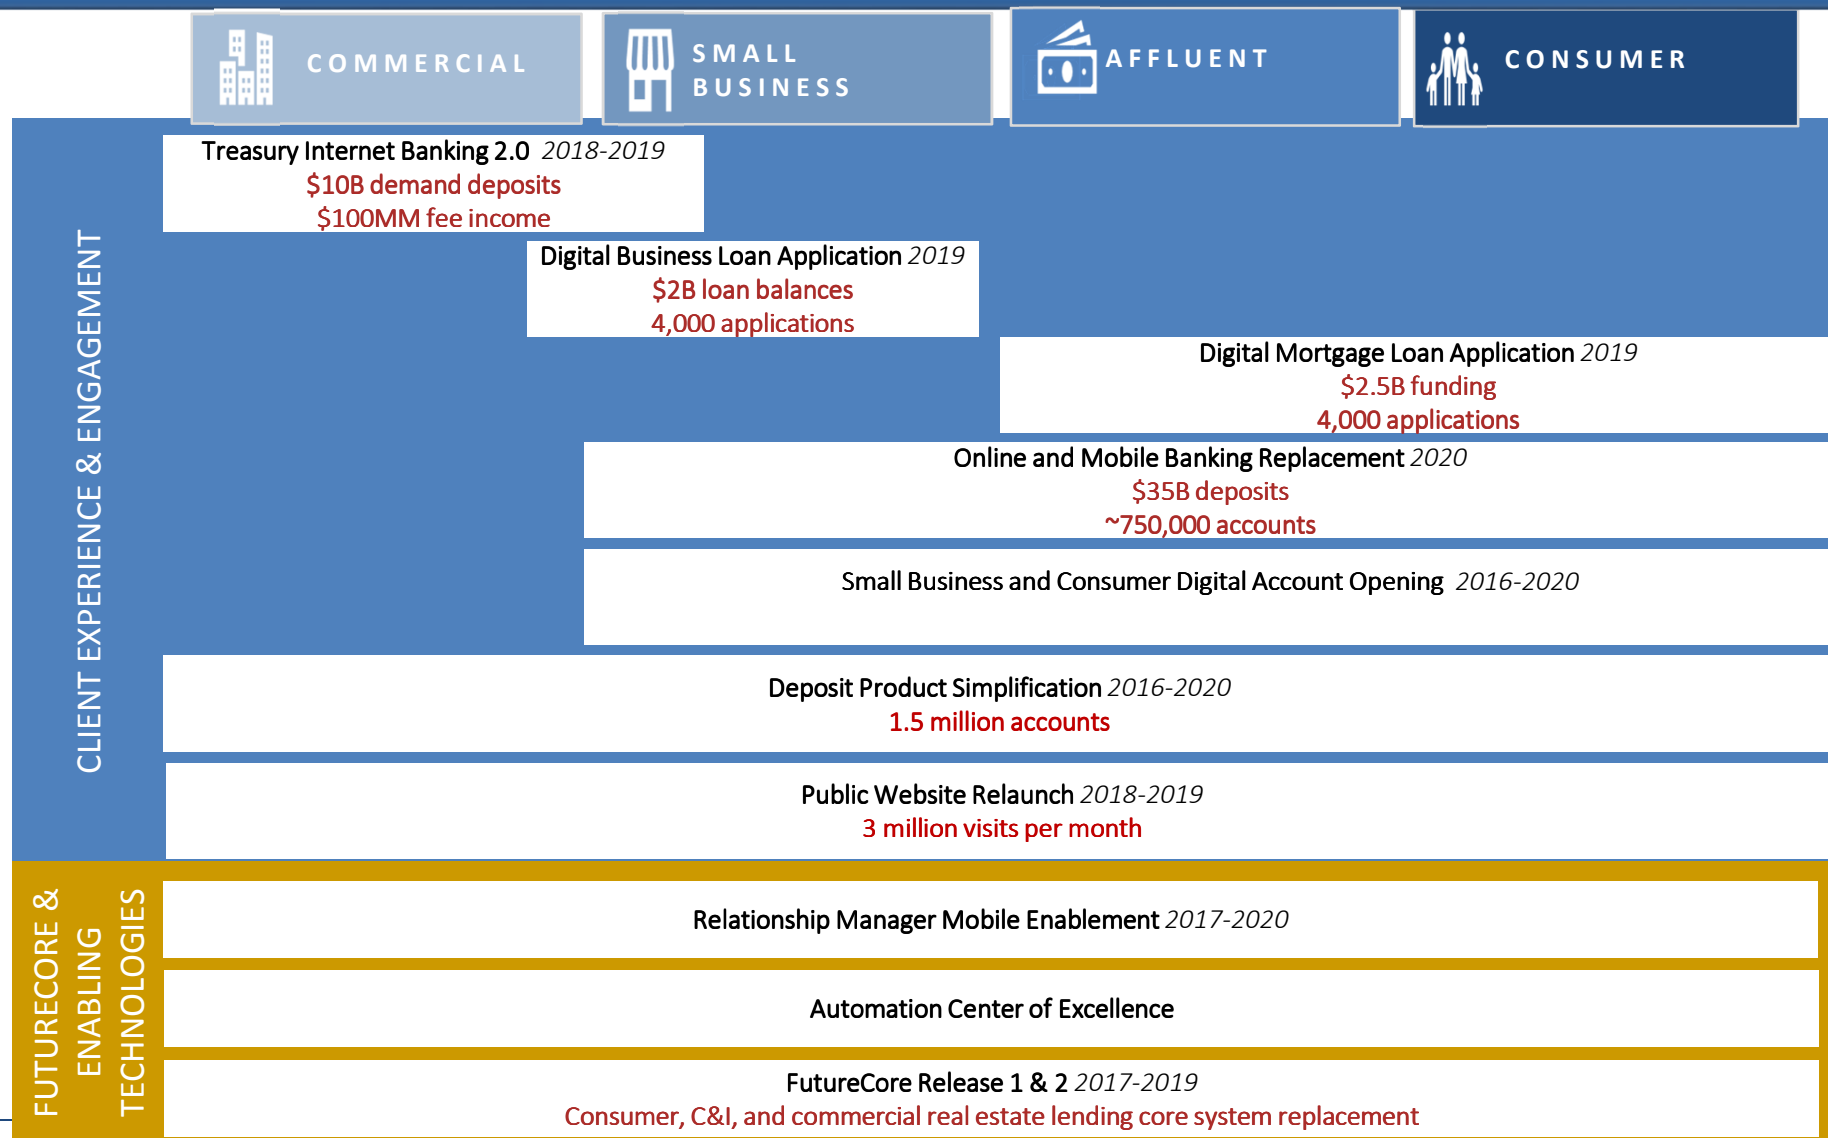 COMMERCIAL
SMALL
BUSINESS
AFFLUENT
CONSUMER
CLIENT EXPERIENCE & ENGAGEMENT
Treasury Internet Banking 2.0 2018-2019
$10B demand deposits
$100MM fee income
Digital Business Loan Application 2019
$2B loan balances
4,000 applications
Digital Mortgage Loan Application 2019
$2.5B funding
4,000 applications
Online and Mobile Banking Replacement 2020
$35B deposits
~750,000 accounts
Small Business and Consumer Digital Account Opening 2016-2020
Deposit Product Simplification 2016-2020
1.5 million accounts
Public Website Relaunch 2018-2019
3 million visits per month
FUTURECORE &
ENABLING
TECHNOLOGIES
Relationship Manager Mobile Enablement 2017-2020
Automation Center of Excellence
FutureCore Release 1 & 2 2017-2019
Consumer, C&I, and commercial real estate lending core system replacement